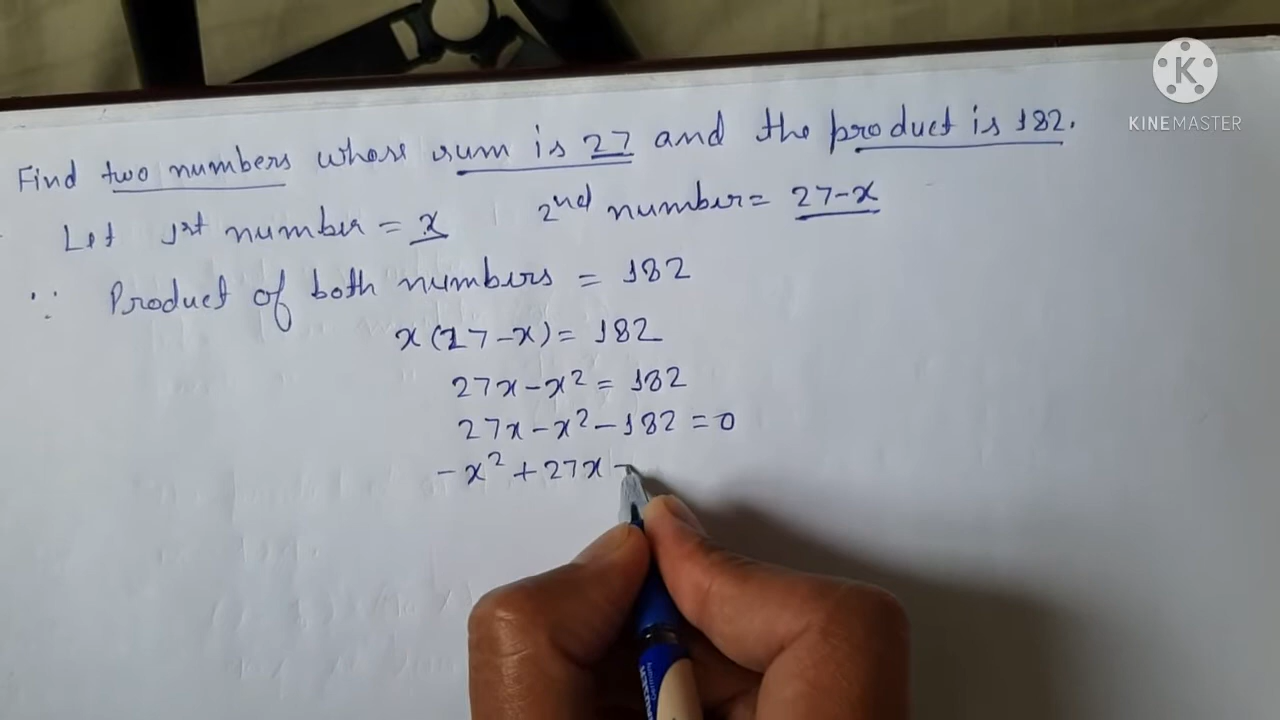 K
KINEMASTER
Find two numbers whose sum is 27 and the product is 182.
Let 1st number = x 2nd number = 27-x
∵ Product of both numbers = 182
x(27-x) = 182
27x - x² = 182
27x - x² - 182 = 0
- x² + 27x -